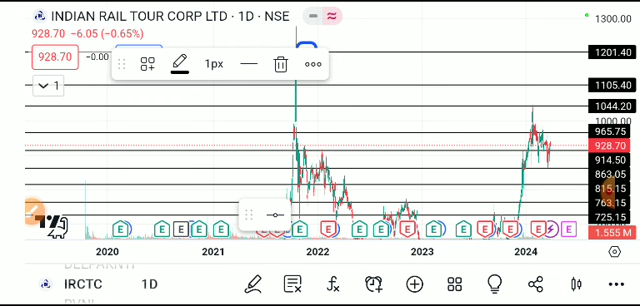 INDIAN RAIL TOUR CORP LTD · 1D · NSE
928.70 −6.05 (−0.65%)
928.70
−0.00
1
1px
1300.00
1201.40
1105.40
1044.20
1000.00
965.75
928.70
914.50
863.05
815.15
763.15
725.15
1.555 M
E E E E E E E E E E E E E E E E
2020 2021 2022 2023 2024
IRCTC 1D